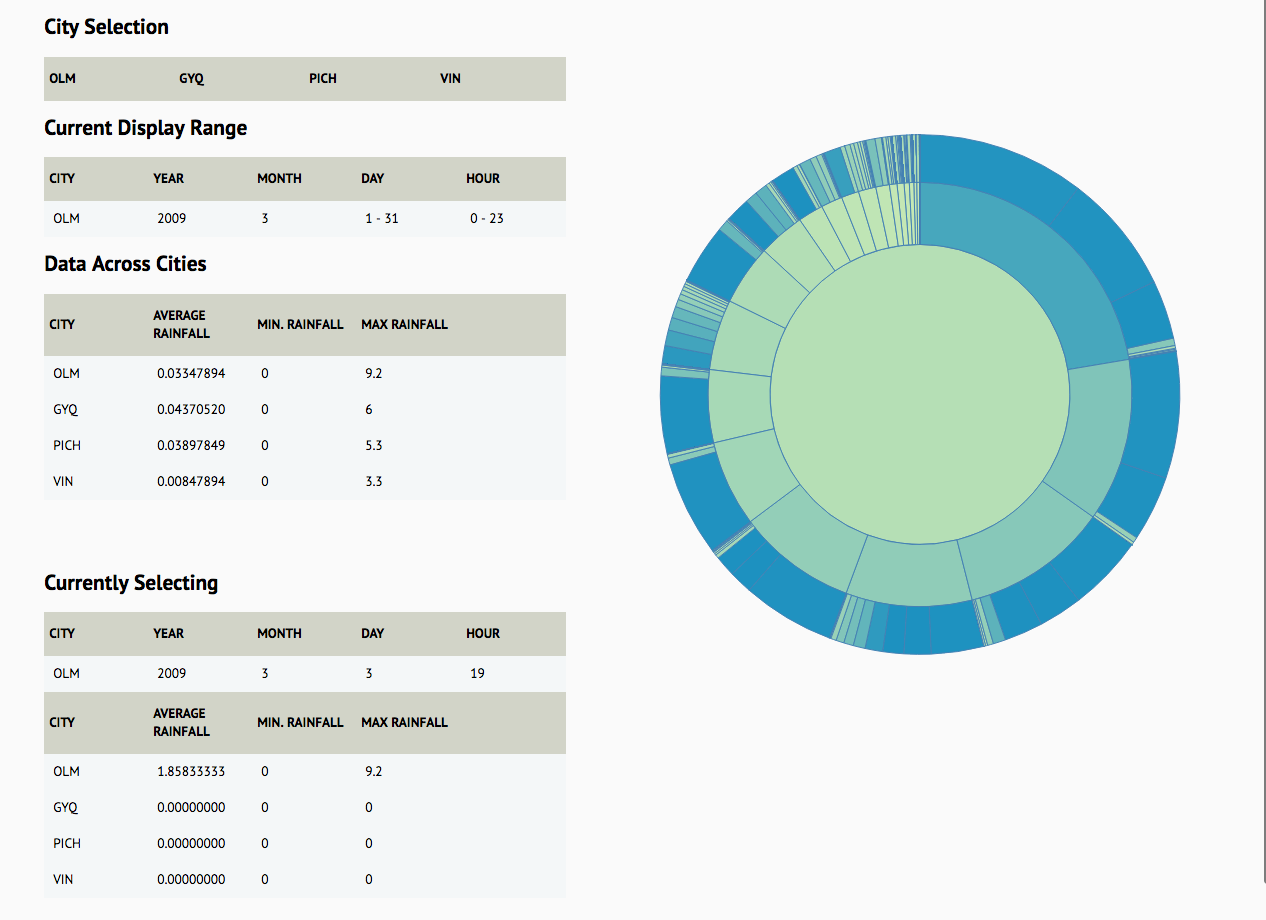 City Selection
OLM GYQ PICH VIN
Current Display Range
CITY YEAR MONTH DAY HOUR
OLM 2009 3 1 - 31 0 - 23
Data Across Cities
CITY AVERAGE RAINFALL MIN. RAINFALL MAX RAINFALL
OLM 0.03347894 0 9.2
GYQ 0.04370520 0 6
PICH 0.03897849 0 5.3
VIN 0.00847894 0 3.3
Currently Selecting
CITY YEAR MONTH DAY HOUR
OLM 2009 3 3 19
CITY AVERAGE RAINFALL MIN. RAINFALL MAX RAINFALL
OLM 1.85833333 0 9.2
GYQ 0.00000000 0 0
PICH 0.00000000 0 0
VIN 0.00000000 0 0